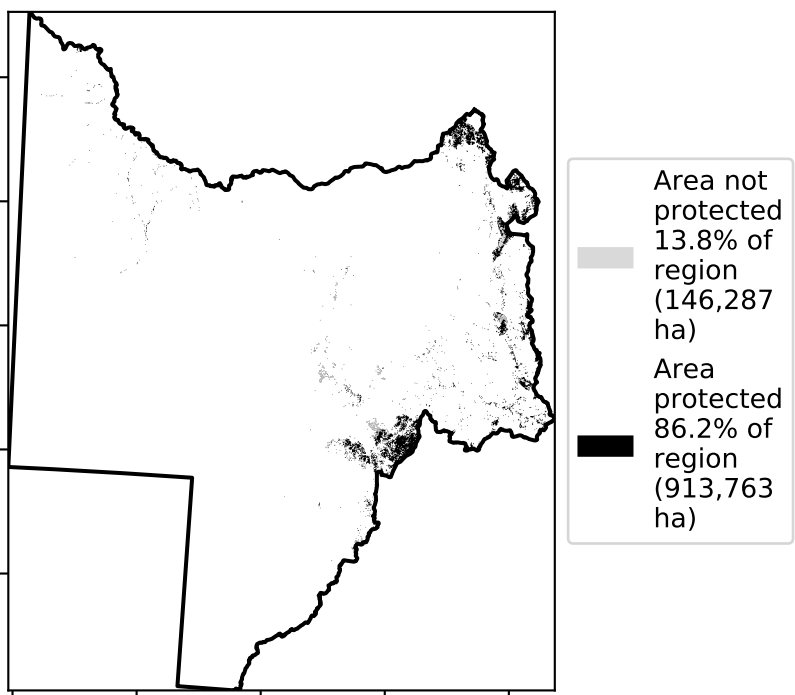 Area not
protected
13.8% of
region
(146,287
ha)
Area
protected
86.2% of
region
(913,763
ha)